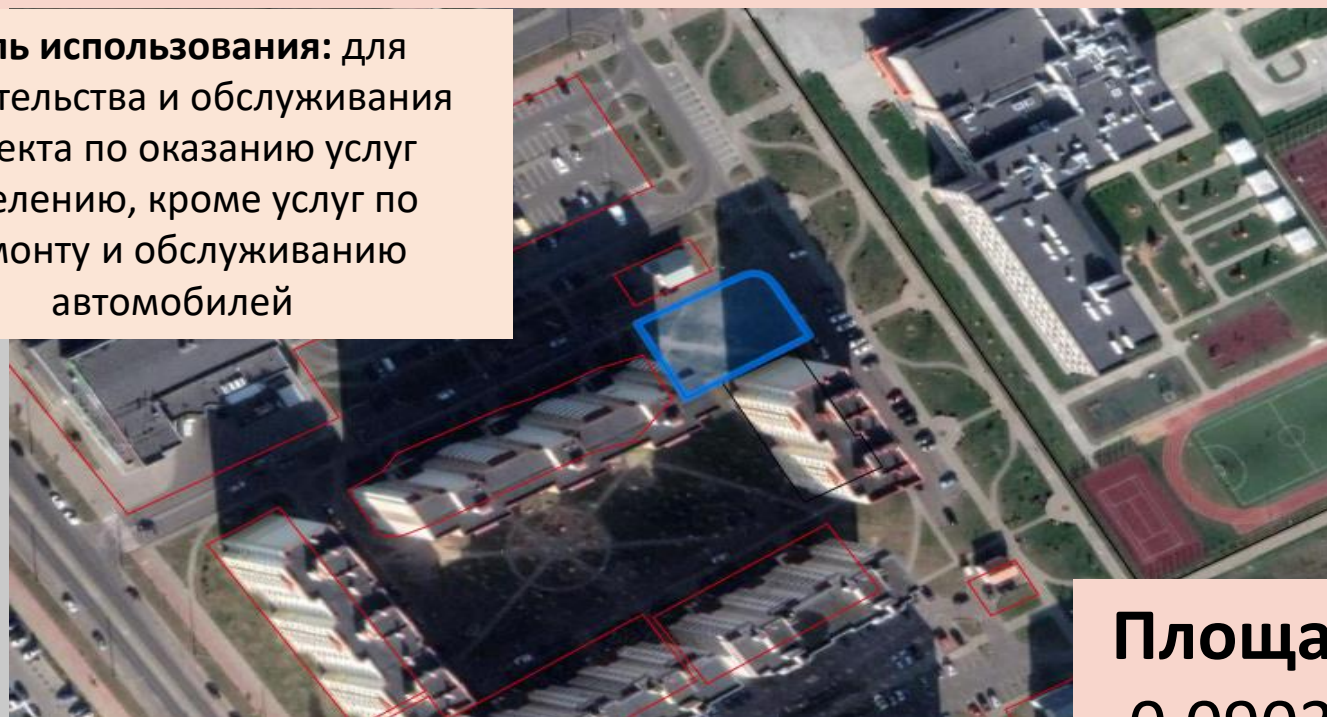 ль использования: для
тельства и обслуживания
екта по оказанию услуг
елению, кроме услуг по
монту и обслуживанию
автомобилей
Площа